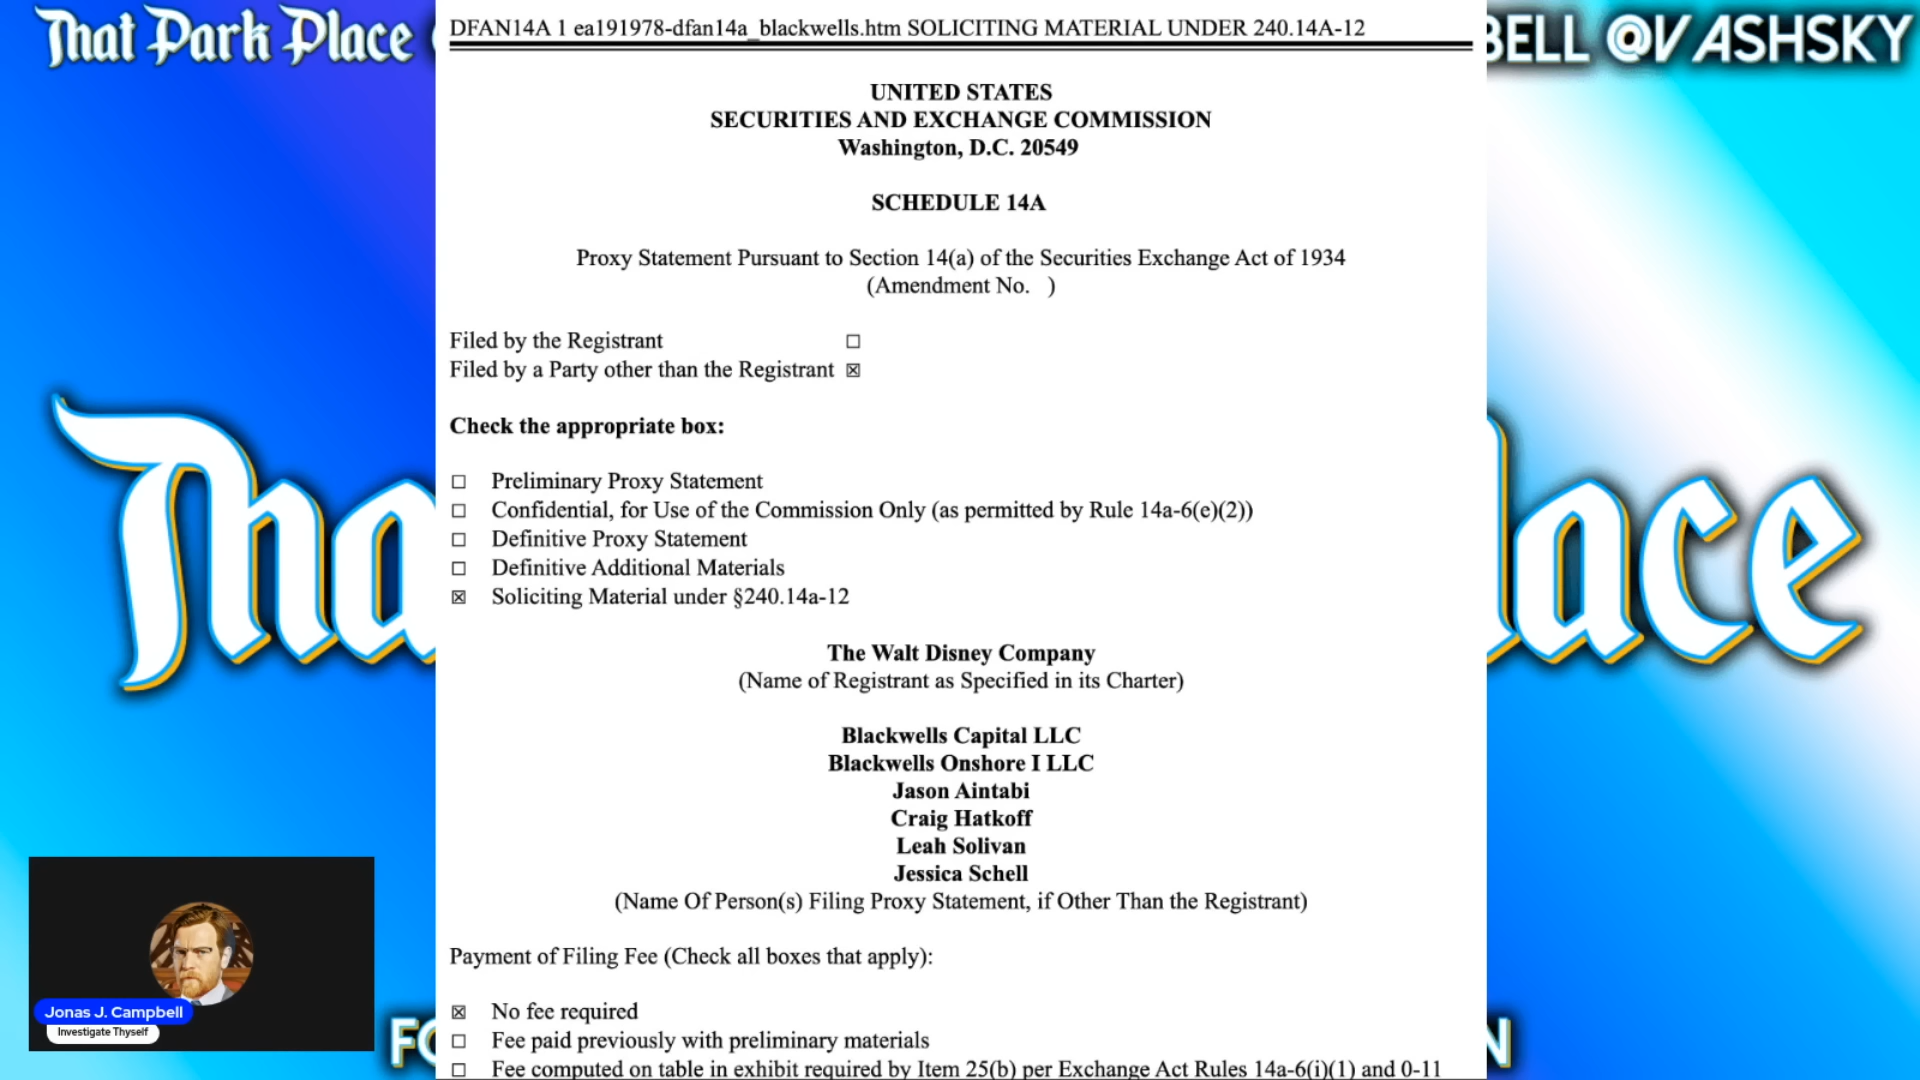 That Park Place
BELL @V ASHSKY
DFAN14A 1 ea191978-dfan14a_blackwells.htm SOLICITING MATERIAL UNDER 240.14A-12
UNITED STATES
SECURITIES AND EXCHANGE COMMISSION
Washington, D.C. 20549
SCHEDULE 14A
Proxy Statement Pursuant to Section 14(a) of the Securities Exchange Act of 1934
(Amendment No. )
Filed by the Registrant ☐
Filed by a Party other than the Registrant ☒
Check the appropriate box:
☐ Preliminary Proxy Statement
☐ Confidential, for Use of the Commission Only (as permitted by Rule 14a-6(e)(2))
☐ Definitive Proxy Statement
☐ Definitive Additional Materials
☒ Soliciting Material under §240.14a-12
Tha
lace
The Walt Disney Company
(Name of Registrant as Specified in its Charter)
Blackwells Capital LLC
Blackwells Onshore I LLC
Jason Aintabi
Craig Hatkoff
Leah Solivan
Jessica Schell
(Name Of Person(s) Filing Proxy Statement, if Other Than the Registrant)
Payment of Filing Fee (Check all boxes that apply):
☒ No fee required
☐ Fee paid previously with preliminary materials
☐ Fee computed on table in exhibit required by Item 25(b) per Exchange Act Rules 14a-6(i)(1) and 0-11
Jonas J. Campbell
Investigate Thyself